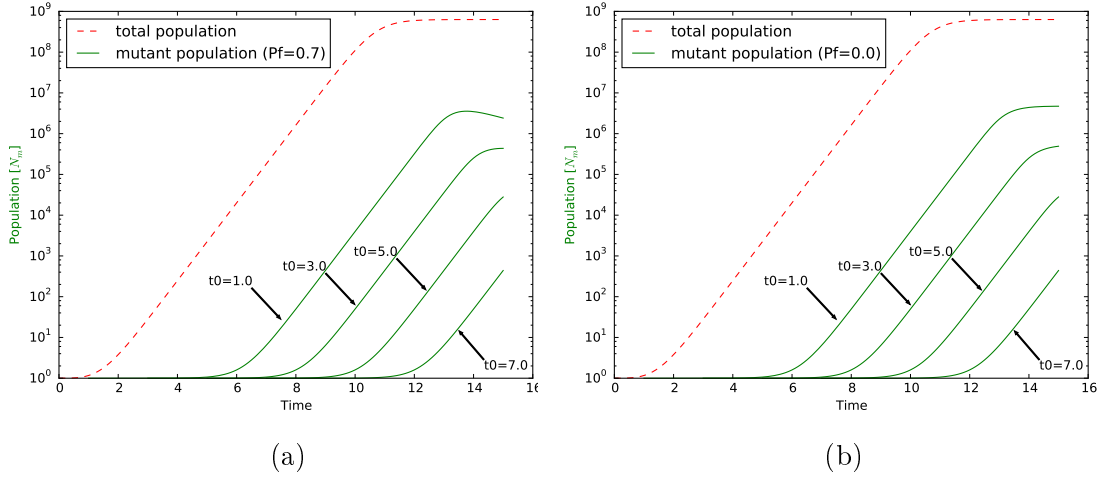 10^9
10^8
10^7
10^6
10^5
10^4
10^3
10^2
10^1
10^0
Population [N_m]
total population
mutant population (Pf=0.7)
t0=1.0
t0=3.0
t0=5.0
t0=7.0
0 2 4 6 8 10 12 14 16
Time
(a)
10^9
10^8
10^7
10^6
10^5
10^4
10^3
10^2
10^1
10^0
Population [N_m]
total population
mutant population (Pf=0.0)
t0=1.0
t0=3.0
t0=5.0
t0=7.0
0 2 4 6 8 10 12 14 16
Time
(b)